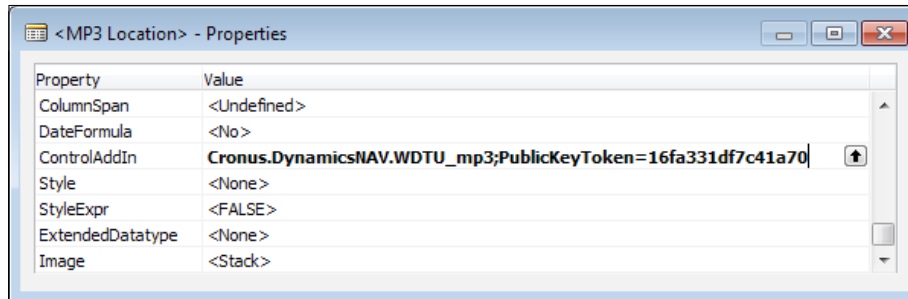 <MP3 Location> - Properties
Property Value
ColumnSpan <Undefined>
DateFormula <No>
ControlAddIn Cronus.DynamicsNAV.WDTU_mp3;PublicKeyToken=16fa331df7c41a70
Style <None>
StyleExpr <FALSE>
ExtendedDatatype <None>
Image <Stack>